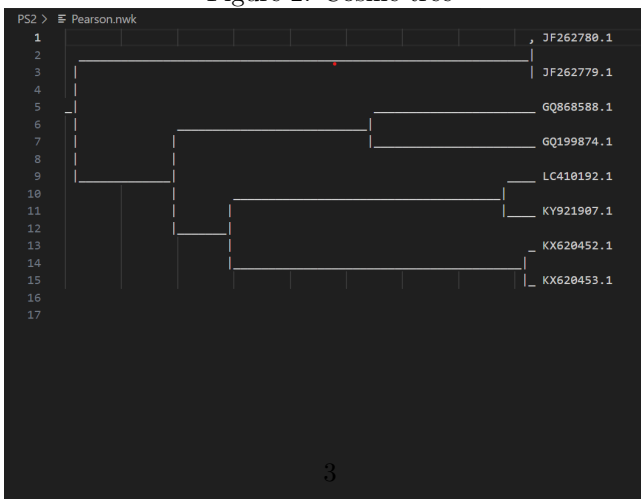 Figure 2: Cosine tree
PS2 > Pearson.nwk
1 , JF262780.1
2
3 JF262779.1
4
5 GQ868588.1
6
7 GQ199874.1
8
9 LC410192.1
10
11 KY921907.1
12
13 KX620452.1
14
15 KX620453.1
16
17
3